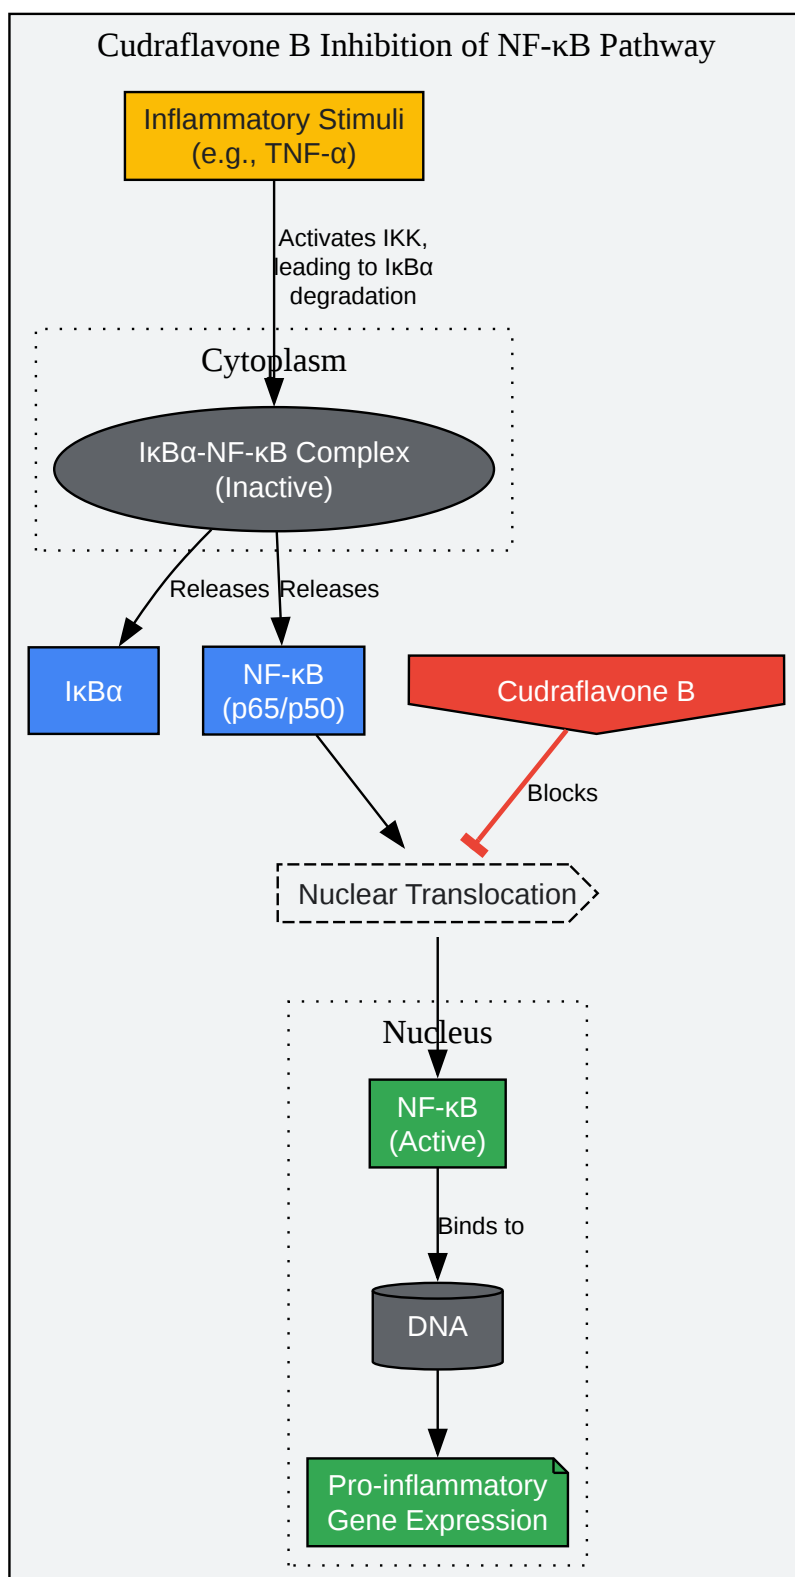 Cudraflavone B Inhibition of NF-κB Pathway
Inflammatory Stimuli
(e.g., TNF-α)
Activates IKK,
leading to IκBα
degradation
Cytoplasm
IκBα-NF-κB Complex
(Inactive)
Releases
Releases
IκBα
NF-κB
(p65/p50)
Cudraflavone B
Blocks
Nuclear Translocation
Nucleus
NF-κB
(Active)
Binds to
DNA
Pro-inflammatory
Gene Expression